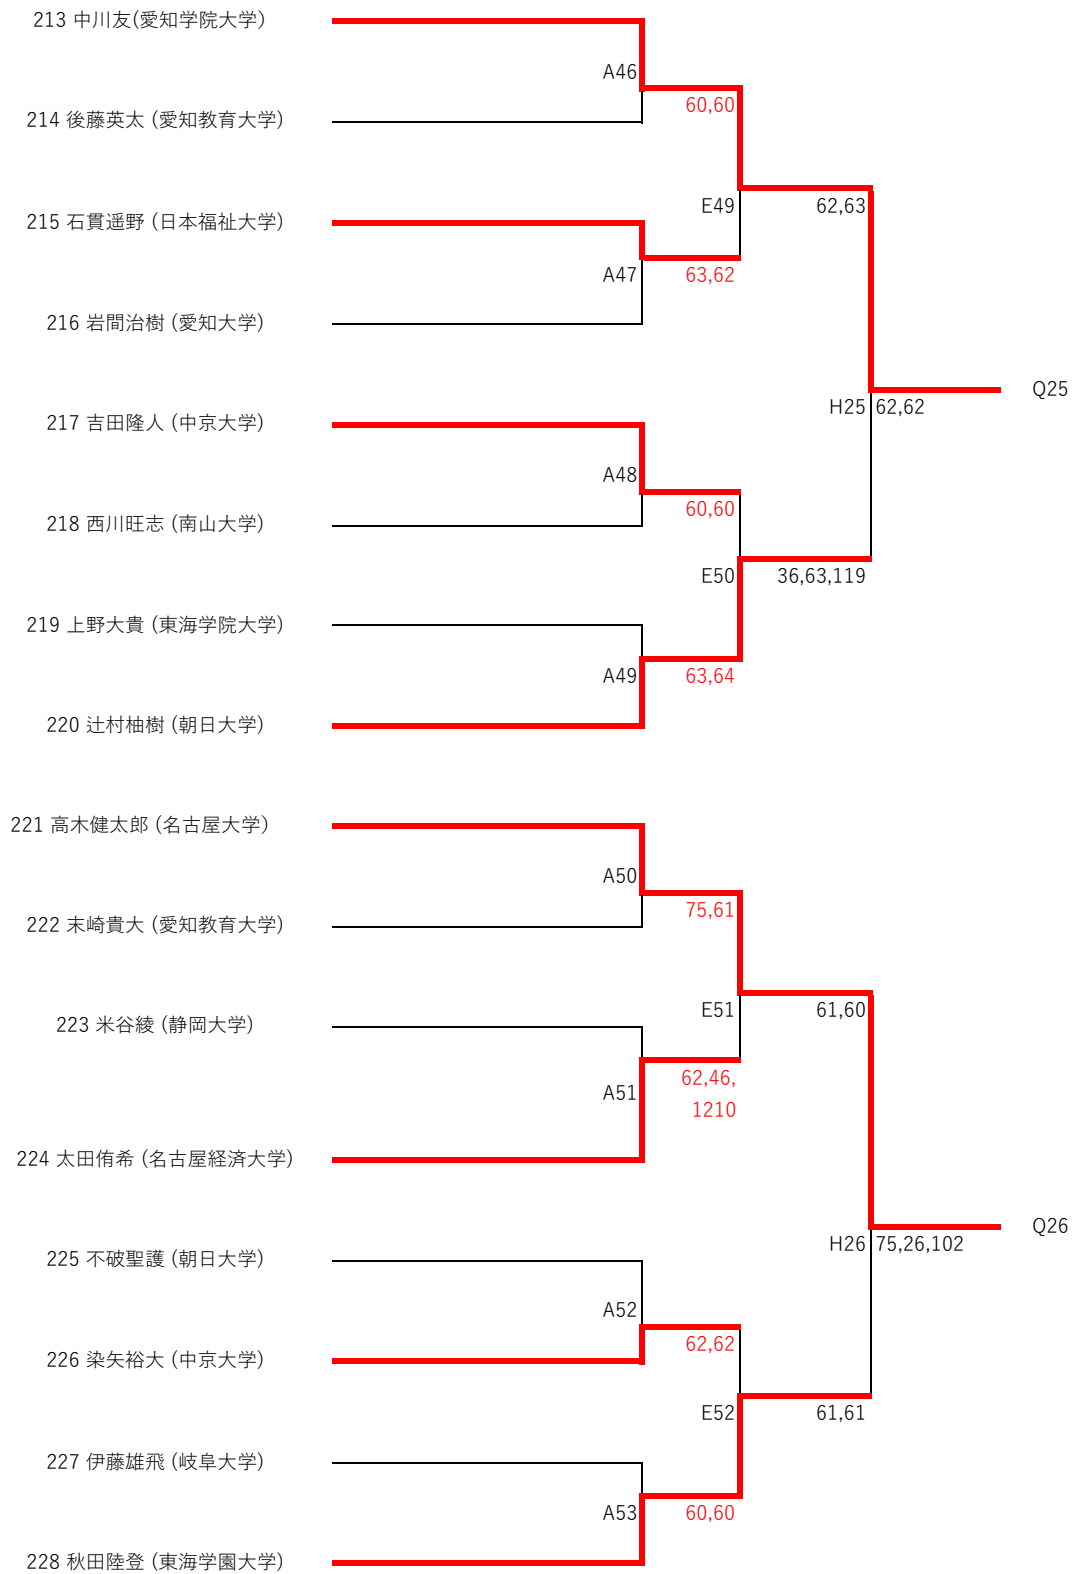 213 中川友(愛知学院大学)
A46
60,60
214 後藤英太 (愛知教育大学)
E49
62,63
215 石貫遥野 (日本福祉大学)
A47
63,62
216 岩間治樹 (愛知大学)
Q25
H25
62,62
217 吉田隆人 (中京大学)
A48
60,60
218 西川旺志 (南山大学)
E50
36,63,119
219 上野大貴 (東海学院大学)
A49
63,64
220 辻村柚樹 (朝日大学)
221 高木健太郎 (名古屋大学)
A50
75,61
222 末崎貴大 (愛知教育大学)
E51
61,60
223 米谷綾 (静岡大学)
A51
62,46,
1210
224 太田侑希 (名古屋経済大学)
Q26
H26
75,26,102
225 不破聖護 (朝日大学)
A52
62,62
226 染矢裕大 (中京大学)
E52
61,61
227 伊藤雄飛 (岐阜大学)
A53
60,60
228 秋田陸登 (東海学園大学)